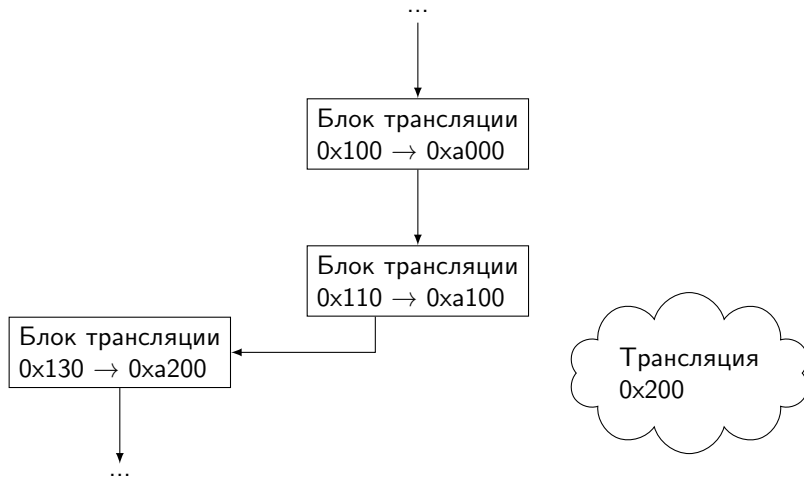 ...
Блок трансляции
0x100 → 0xa000
Блок трансляции
0x110 → 0xa100
Блок трансляции
0x130 → 0xa200
Трансляция
0x200
...